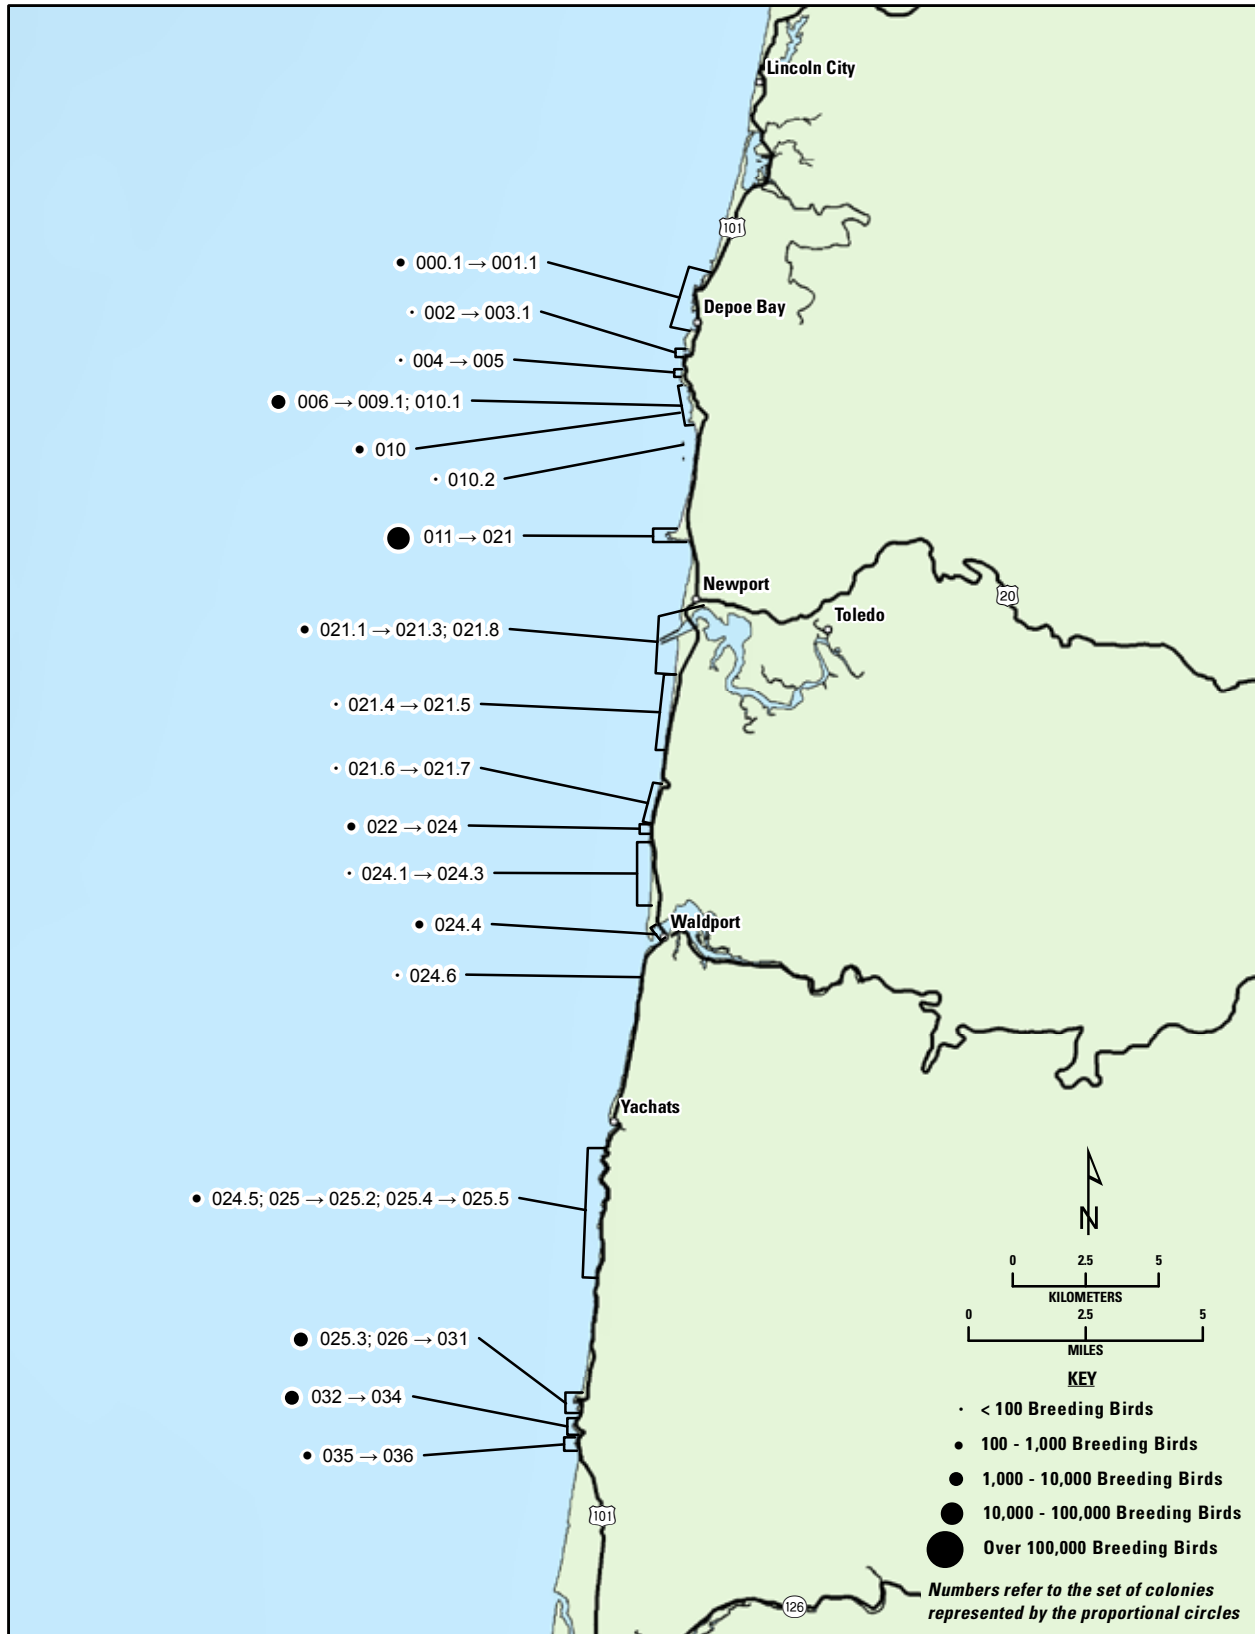 Lincoln City
101
000.1 → 001.1
Depoe Bay
002 → 003.1
004 → 005
006 → 009.1; 010.1
010
010.2
011 → 021
Newport
20
Toledo
021.1 → 021.3; 021.8
021.4 → 021.5
021.6 → 021.7
022 → 024
024.1 → 024.3
Waldport
024.4
024.6
Yachats
024.5; 025 → 025.2; 025.4 → 025.5
N
0 2.5 5
KILOMETERS
0 2.5 5
MILES
025.3; 026 → 031
032 → 034
035 → 036
101
126
KEY
< 100 Breeding Birds
100 - 1,000 Breeding Birds
1,000 - 10,000 Breeding Birds
10,000 - 100,000 Breeding Birds
Over 100,000 Breeding Birds
Numbers refer to the set of colonies
represented by the proportional circles